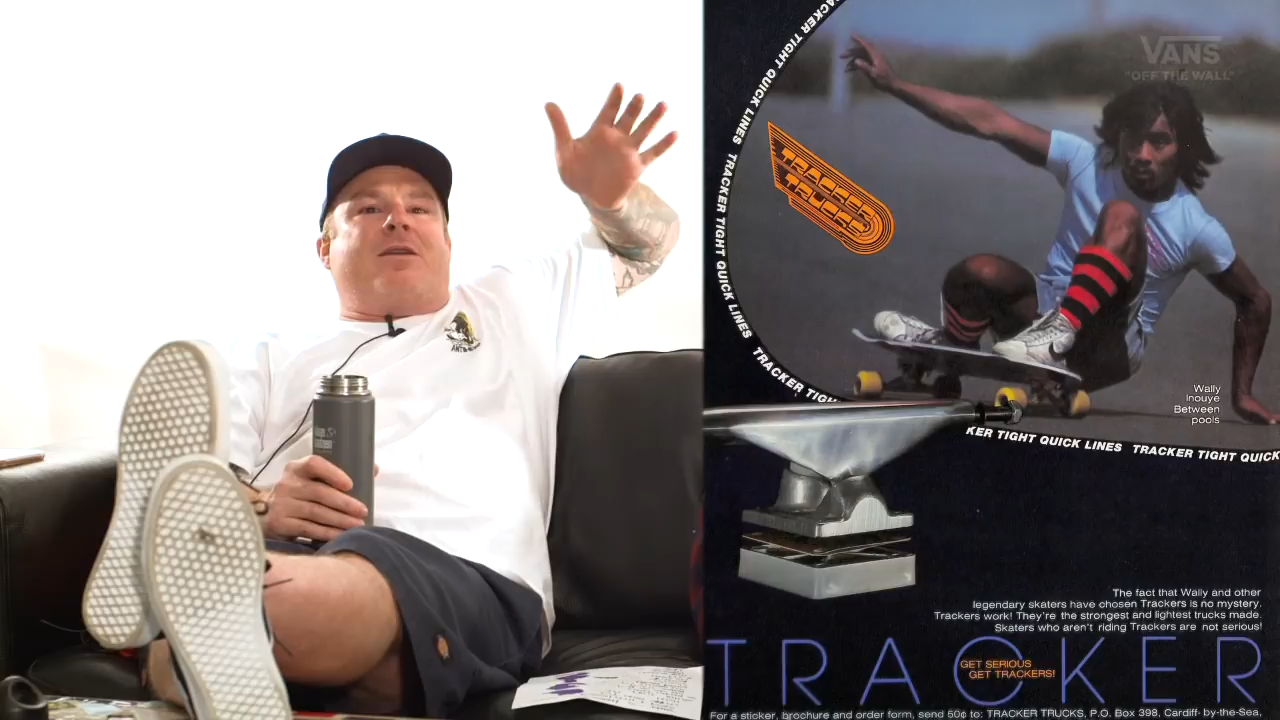 VANS
"OFF THE WALL"
TRACKER TIGHT QUICK LINES TRACKER TIGHT QUICK LINES TRACKER TIGH
TRACKER
TRUCKS
Wally
Inouye
Between
pools
KER TIGHT QUICK LINES TRACKER TIGHT QUICK
The fact that Wally and other
legendary skaters have chosen Trackers is no mystery.
Trackers work! They're the strongest and lightest trucks made.
Skaters who aren't riding Trackers are not serious!
TRACKER
GET SERIOUS
GET TRACKERS!
For a sticker, brochure and order form, send 50¢ to: TRACKER TRUCKS, P.O. Box 398, Cardiff-by-the-Sea,